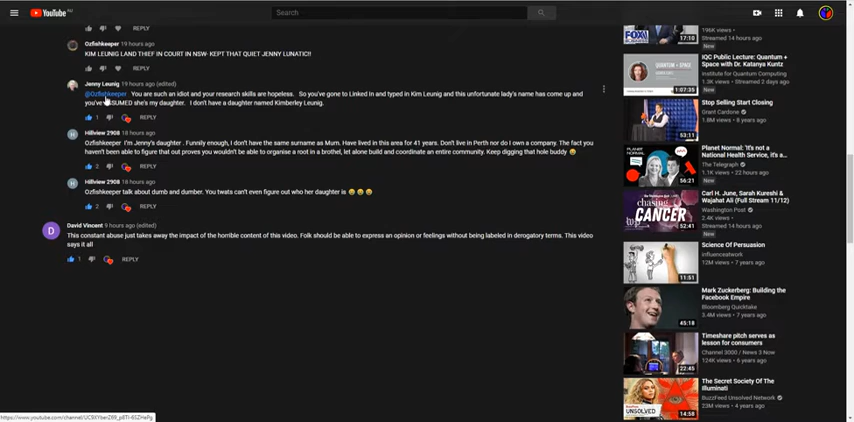 YouTube AU
Search
REPLY
Ozfishkeeper 19 hours ago
KIM LEUNIG LAND THIEF IN COURT IN NSW- KEPT THAT QUIET JENNY LUNATIC!!
REPLY
Jenny Leunig 19 hours ago (edited)
@Ozfishkeeper You are such an idiot and your research skills are hopeless. So you've gone to Linked In and typed in Kim Leunig and this unfortunate lady's name has come up and
you've ASSUMED she's my daughter. I don't have a daughter named Kimberley Leunig.
1 REPLY
Hillview 2908 18 hours ago
Ozfishkeeper I'm Jenny's daughter . Funnily enough, I don't have the same surname as Mum. Have lived in this area for 41 years. Don't live in Perth nor do I own a company. The fact you
haven't been able to figure that out proves you wouldn't be able to organise a root in a brothel, let alone build and coordinate an entire community. Keep digging that hole buddy 😄
2 REPLY
Hillview 2908 18 hours ago
Ozfishkeeper talk about dumb and dumber. You twats can't even figure out who her daughter is 😄 😄 😄
2 REPLY
D
David Vincent 9 hours ago (edited)
This constant abuse just takes away the impact of the horrible content of this video. Folk should be able to express an opinion or feelings without being labeled in derogatory terms. This video
says it all
1 REPLY
196K views •
Streamed 14 hours ago
New
FOX
BUSI
17:10
IQC Public Lecture: Quantum +
Space with Dr. Katanya Kuntz
Institute for Quantum Computing
2.3K views •
Streamed 12 hours ago
New
QUANTUM
+ SPACE
1:07:35
Stop Selling Start Closing
Grant Cardone
53:11
Planet Normal: 'It's not a
National Health Service, it's a...
The Telegraph
1.1K views • 22 hours ago
New
PLANET
NORMAL
56:21
Carl H. June, Sarah Kureshi &
Wajahat Ali (Full Stream 11/12)
Washington Post
Streamed 2 hours ago
New
chasing
CANCER
52:41
Science Of Persuasion
influenceatwork
12M views • 7 years ago
11:51
Mark Zuckerberg: Building the
Facebook Empire
Bloomberg Quicktake
3.4M views • 5 years ago
45:18
Timeshare pitch serves as
lesson for consumers
Channel 3000 / News 3 Now
124K views • 6 years ago
22:45
The Secret Society Of The
Illuminati
BuzzFeed Unsolved Network
23M views • 4 years ago
UNSOLVED
14:58